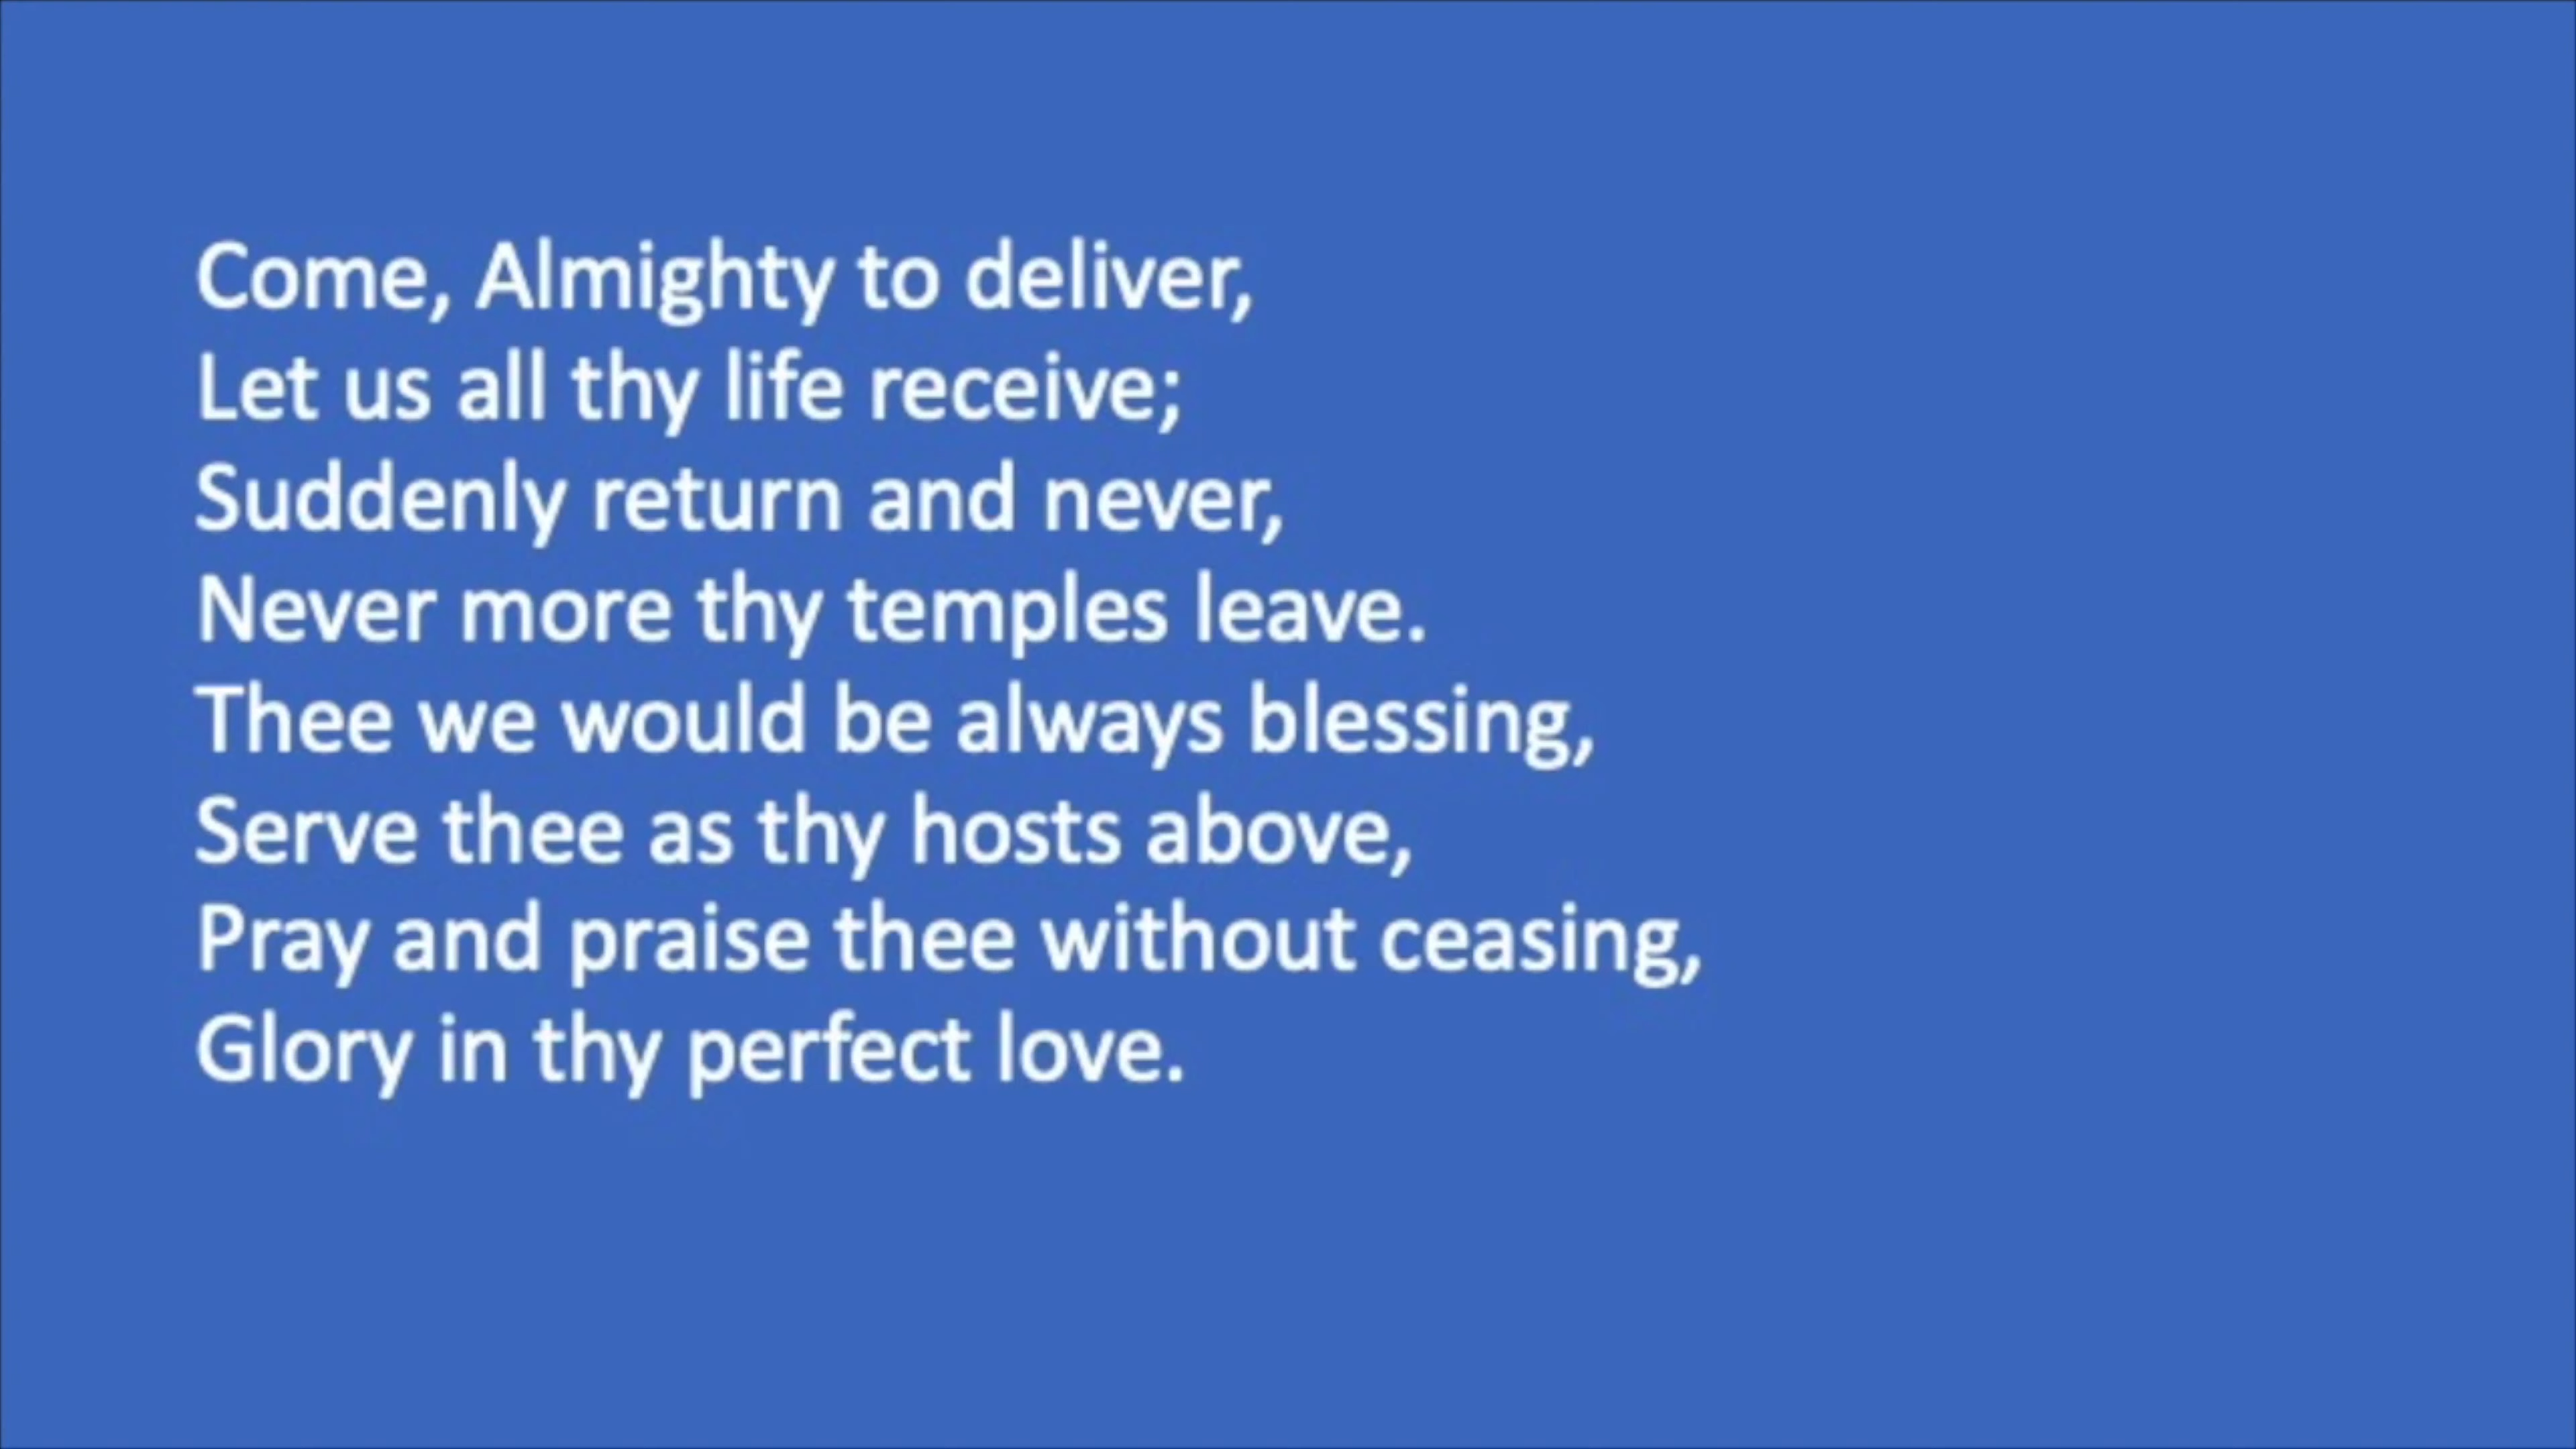 Come, Almighty to deliver,
Let us all thy life receive;
Suddenly return and never,
Never more thy temples leave.
Thee we would be always blessing,
Serve thee as thy hosts above,
Pray and praise thee without ceasing,
Glory in thy perfect love.